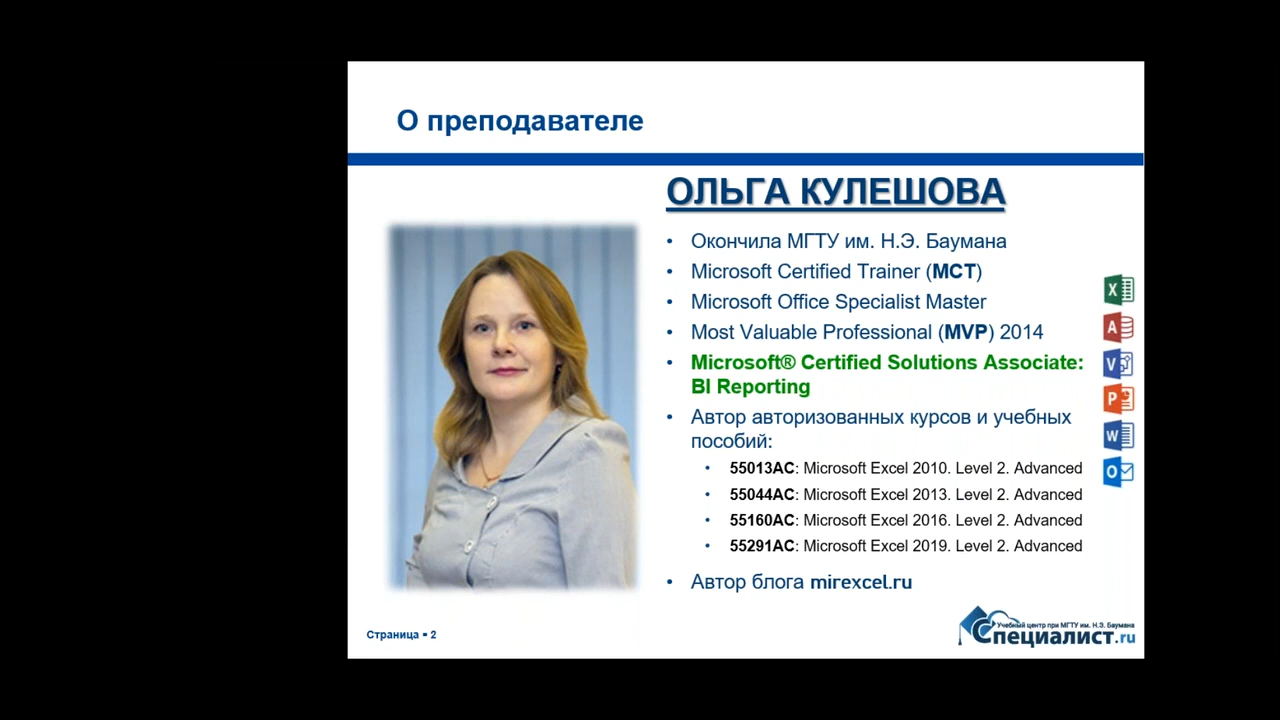 О преподавателе
ОЛЬГА КУЛЕШОВА
• Окончила МГТУ им. Н.Э. Баумана
• Microsoft Certified Trainer (MCT)
• Microsoft Office Specialist Master
• Most Valuable Professional (MVP) 2014
• Microsoft® Certified Solutions Associate:
BI Reporting
• Автор авторизованных курсов и учебных
пособий:
• 55013AC: Microsoft Excel 2010. Level 2. Advanced
• 55044AC: Microsoft Excel 2013. Level 2. Advanced
• 55160AC: Microsoft Excel 2016. Level 2. Advanced
• 55291AC: Microsoft Excel 2019. Level 2. Advanced
• Автор блога mirexcel.ru
X
A
V
P
W
O
Страница ▪ 2
Учебный центр при МГТУ им. Н.Э. Баумана
Специалист.ru